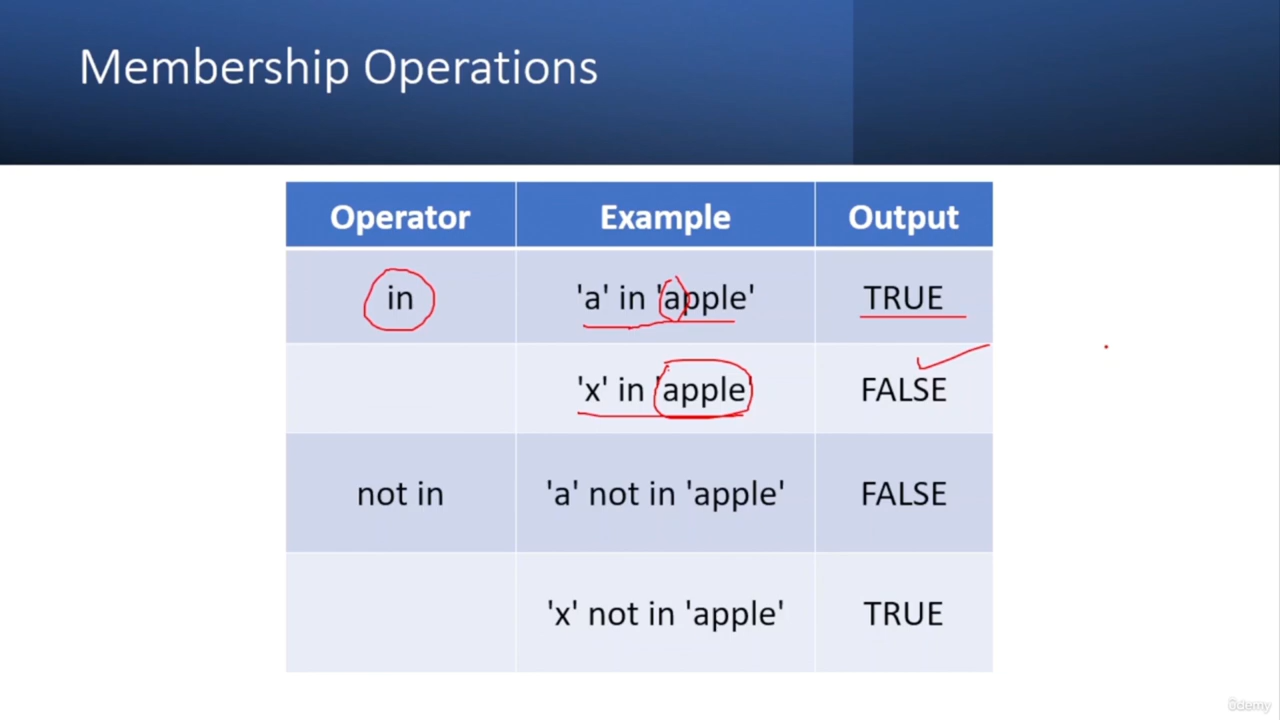 Membership Operations
Operator Example Output
in 'a' in 'apple' TRUE
'x' in 'apple' FALSE
not in 'a' not in 'apple' FALSE
'x' not in 'apple' TRUE
ûdemy